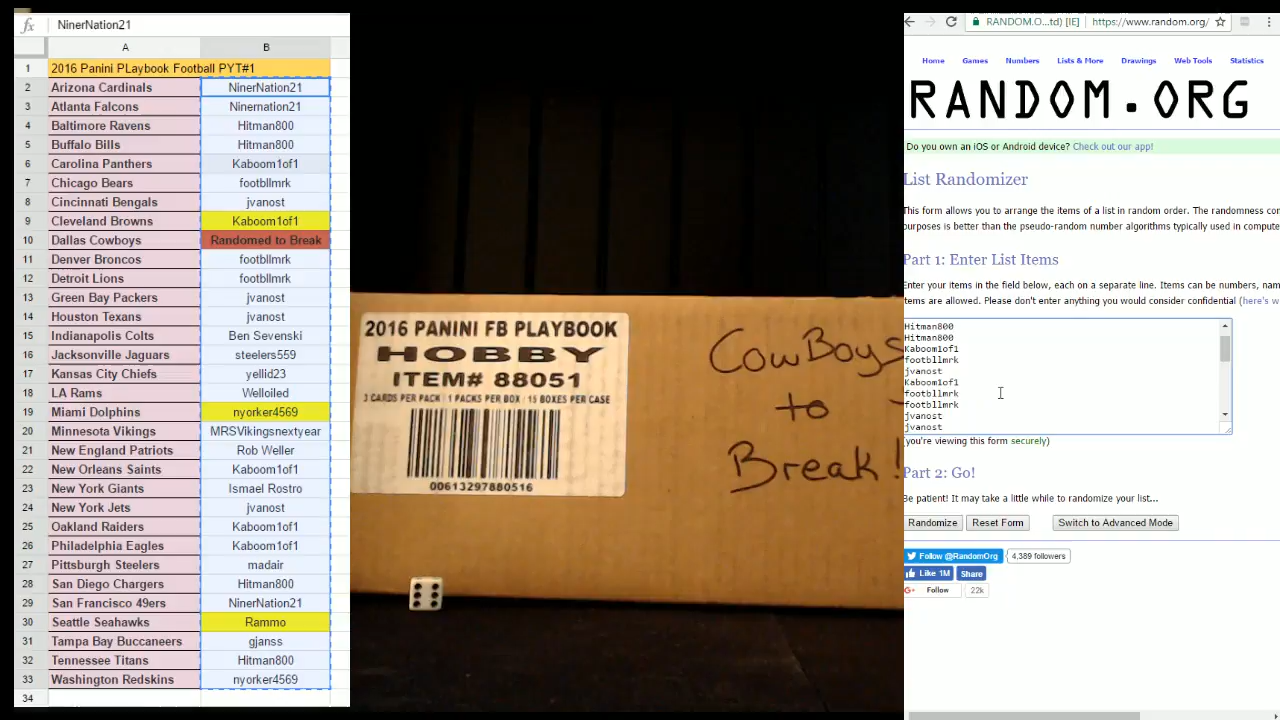 fx NinerNation21
A B
1 2016 Panini PLaybook Football PYT#1
2 Arizona Cardinals NinerNation21
3 Atlanta Falcons Ninernation21
4 Baltimore Ravens Hitman800
5 Buffalo Bills Hitman800
6 Carolina Panthers Kaboom1of1
7 Chicago Bears footbllmrk
8 Cincinnati Bengals jvanost
9 Cleveland Browns Kaboom1of1
10 Dallas Cowboys Randomed to Break
11 Denver Broncos footbllmrk
12 Detroit Lions footbllmrk
13 Green Bay Packers jvanost
14 Houston Texans jvanost
15 Indianapolis Colts Ben Sevenski
16 Jacksonville Jaguars steelers559
17 Kansas City Chiefs yellid23
18 LA Rams Welloiled
19 Miami Dolphins nyorker4569
20 Minnesota Vikings MRSVikingsnextyear
21 New England Patriots Rob Weller
22 New Orleans Saints Kaboom1of1
23 New York Giants Ismael Rostro
24 New York Jets jvanost
25 Oakland Raiders Kaboom1of1
26 Philadelphia Eagles Kaboom1of1
27 Pittsburgh Steelers madair
28 San Diego Chargers Hitman800
29 San Francisco 49ers NinerNation21
30 Seattle Seahawks Rammo
31 Tampa Bay Buccaneers gjanss
32 Tennessee Titans Hitman800
33 Washington Redskins nyorker4569
34
2016 PANINI FB PLAYBOOK
HOBBY
ITEM# 88051
3 CARDS PER PACK | 1 PACKS PER BOX | 15 BOXES PER CASE
00613297880516
CowBoys
to
Break!
RANDOM.O...td) [IE] https://www.random.org/
Home Games Numbers Lists & More Drawings Web Tools Statistics
RANDOM.ORG
Do you own an iOS or Android device? Check out our app!
List Randomizer
This form allows you to arrange the items of a list in random order. The randomness con
purposes is better than the pseudo-random number algorithms typically used in compute
Part 1: Enter List Items
Enter your items in the field below, each on a separate line. Items can be numbers, nam
items are allowed. Please don't enter anything you would consider confidential (here's w
Hitman800
Hitman800
Kaboom1of1
footbllmrk
jvanost
Kaboom1of1
footbllmrk
footbllmrk
jvanost
jvanost
(you're viewing this form securely)
Part 2: Go!
Be patient! It may take a little while to randomize your list...
Randomize Reset Form Switch to Advanced Mode
Follow @RandomOrg 4,389 followers
Like 1M Share
G+ Follow 22k